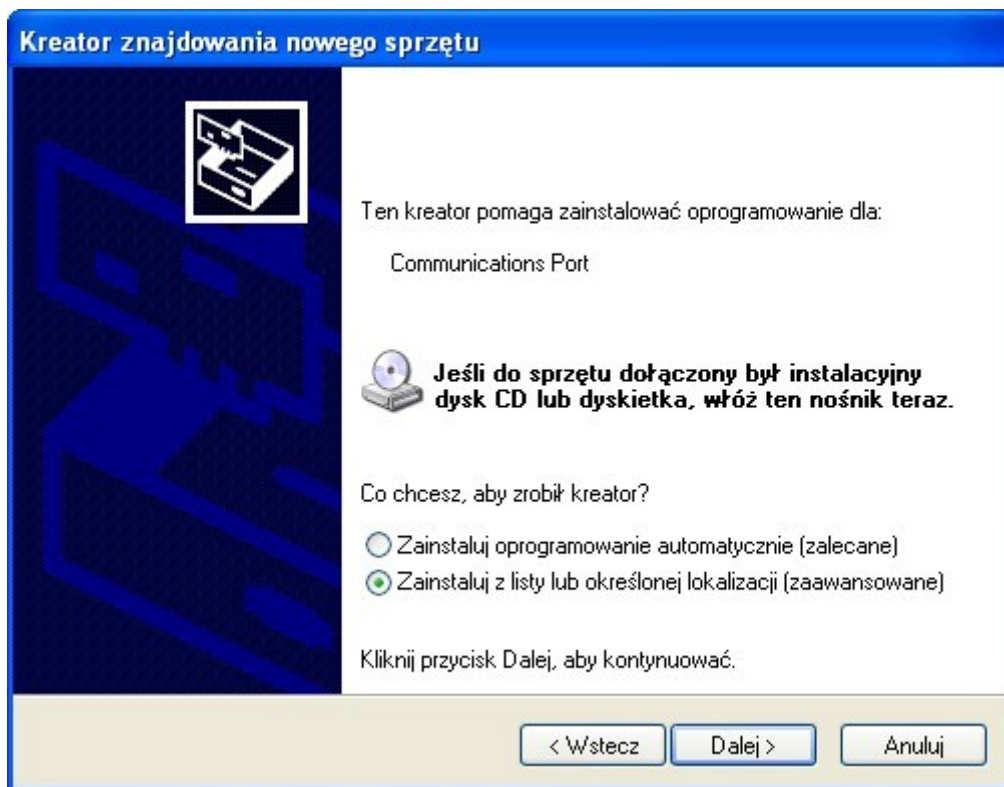 Kreator znajdowania nowego sprzętu
Ten kreator pomaga zainstalować oprogramowanie dla:
Communications Port
Jeśli do sprzętu dołączony był instalacyjny
dysk CD lub dyskietka, włóż ten nośnik teraz.
Co chcesz, aby zrobił kreator?
Zainstaluj oprogramowanie automatycznie (zalecane)
Zainstaluj z listy lub określonej lokalizacji (zaawansowane)
Kliknij przycisk Dalej, aby kontynuować.
< Wstecz
Dalej >
Anuluj